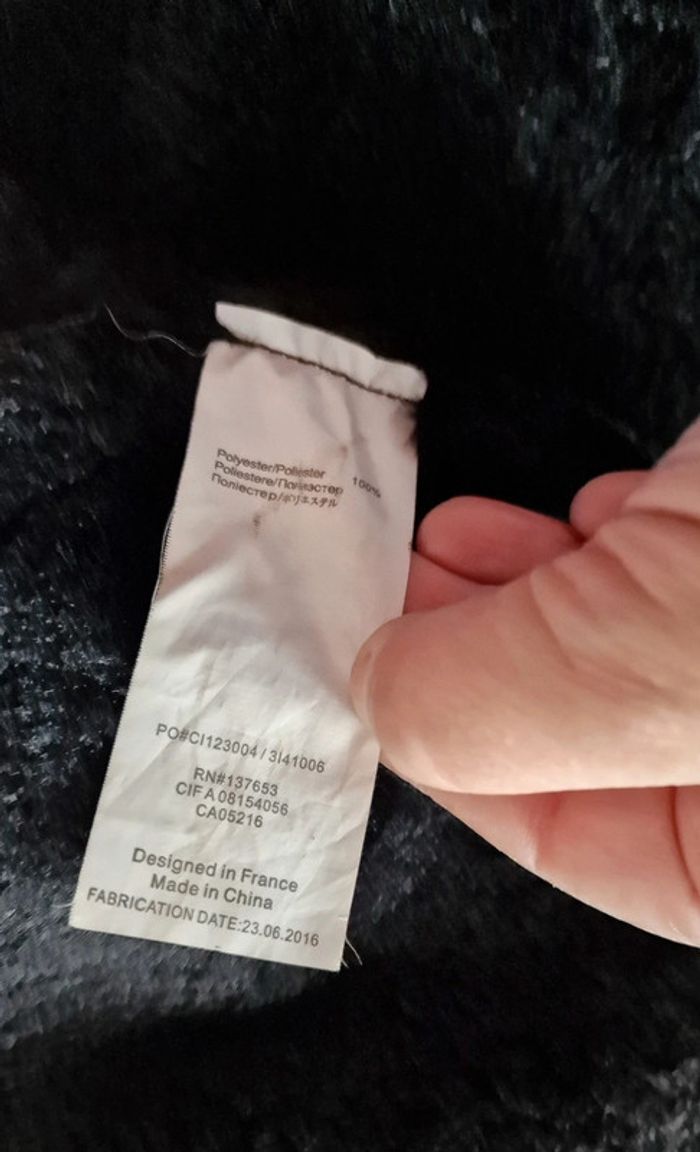 Polyester/Poliester 100%
Poliestere/Полиэстер
Поліестер/ポリエステル
PO#CI123004 / 3I41006
RN#137653
CIF A 08154056
CA05216
Designed in France
Made in China
FABRICATION DATE:23.06.2016